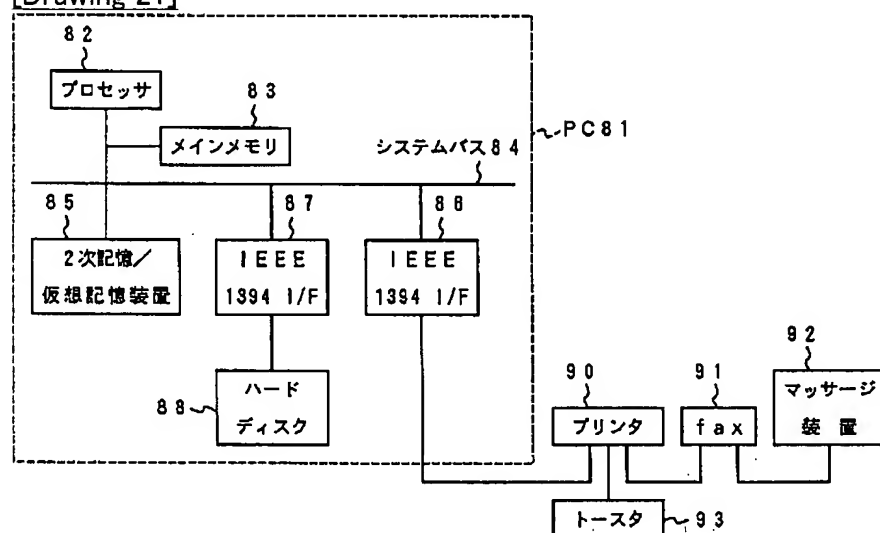 [Drawing 21]
82
プロセッサ
83
メインメモリ
システムバス84
PC81
85
2次記憶/
仮想記憶装置
87
IEEE
1394 I/F
86
IEEE
1394 I/F
88
ハード
ディスク
90
プリンタ
91
fax
92
マッサージ
装置
トースタ
93